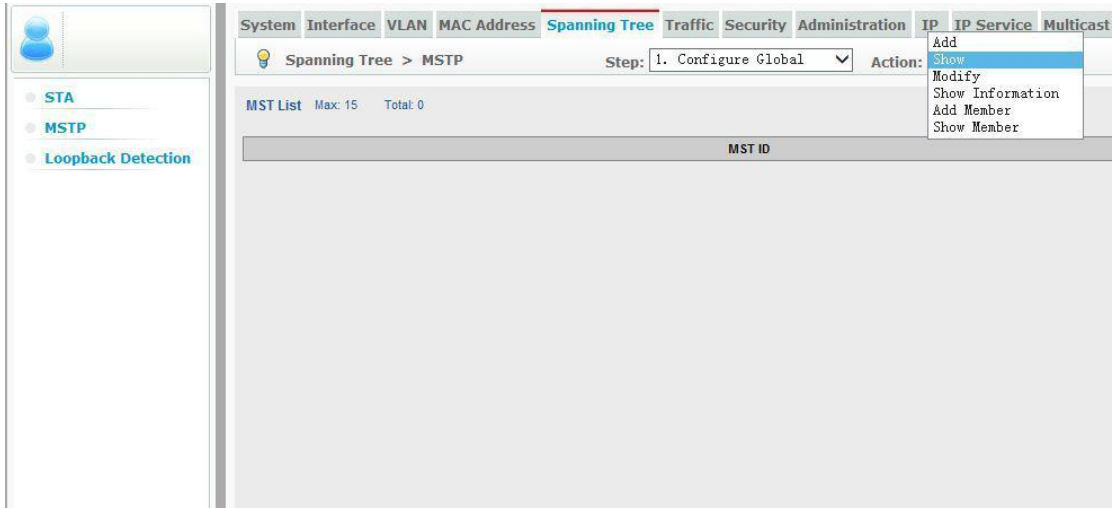 System Interface VLAN MAC Address Spanning Tree Traffic Security Administration IP IP Service Multicast
Spanning Tree > MSTP Step: 1. Configure Global Action:
Add
Show
Modify
Show Information
Add Member
Show Member
STA
MSTP
Loopback Detection
MST List Max: 15 Total: 0
MST ID